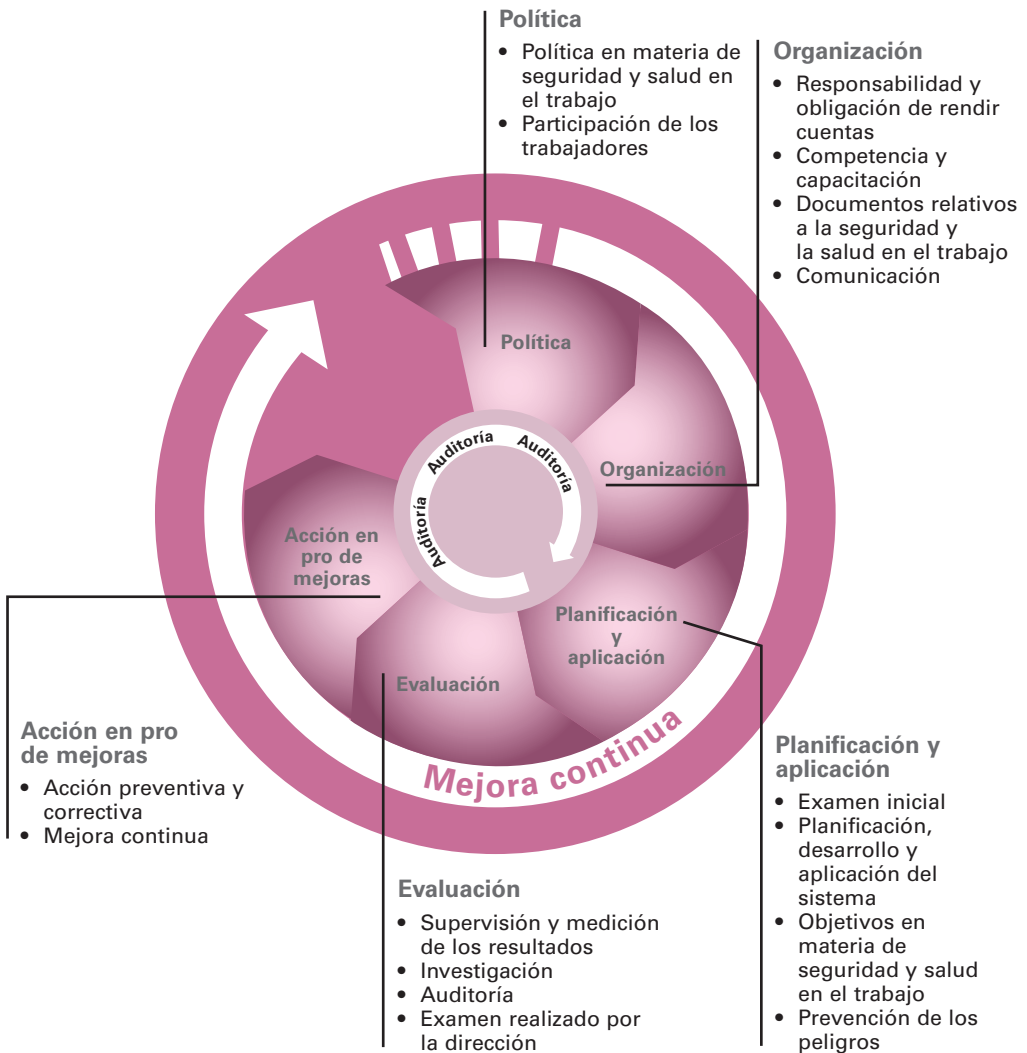 Política
• Política en materia de
seguridad y salud en
el trabajo
• Participación de los
trabajadores
Organización
• Responsabilidad y
obligación de rendir
cuentas
• Competencia y
capacitación
• Documentos relativos
a la seguridad y
la salud en el trabajo
• Comunicación
Política
Organización
Planificación
y
aplicación
Evaluación
Acción en
pro de
mejoras
Auditoría
Auditoría
Auditoría
Mejora continua
Acción en pro
de mejoras
• Acción preventiva y
correctiva
• Mejora continua
Evaluación
• Supervisión y medición
de los resultados
• Investigación
• Auditoría
• Examen realizado por
la dirección
Planificación y
aplicación
• Examen inicial
• Planificación,
desarrollo y
aplicación del
sistema
• Objetivos en
materia de
seguridad y salud
en el trabajo
• Prevención de los
peligros